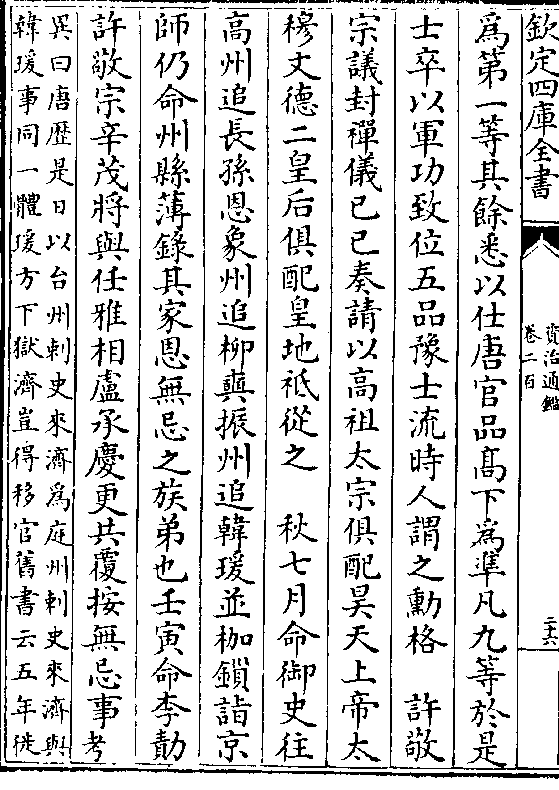 欽定四庫全書
資治通鑑
卷二百
二十六
為第一等其餘悉以仕唐官品髙下為準凡九等於是
士卒以軍功致位五品豫士流時人謂之勲格　許敬
宗議封禪儀己巳奏請以高祖太宗俱配昊天上帝太
穆文德二皇后俱配皇地祇從之　秋七月命御史往
高州追長孫恩象州追柳奭振州追韓瑗並枷鎖詣京
師仍命州縣薄錄其家恩無忌之族弟也壬寅命李勣
許敬宗辛茂將與任雅相盧承慶更共覆按無忌事考
異曰唐歴是日以台州刺史來濟為庭州刺史來濟與
韓瑗事同一體瑗方下獄濟豈得移官舊書云五年徙